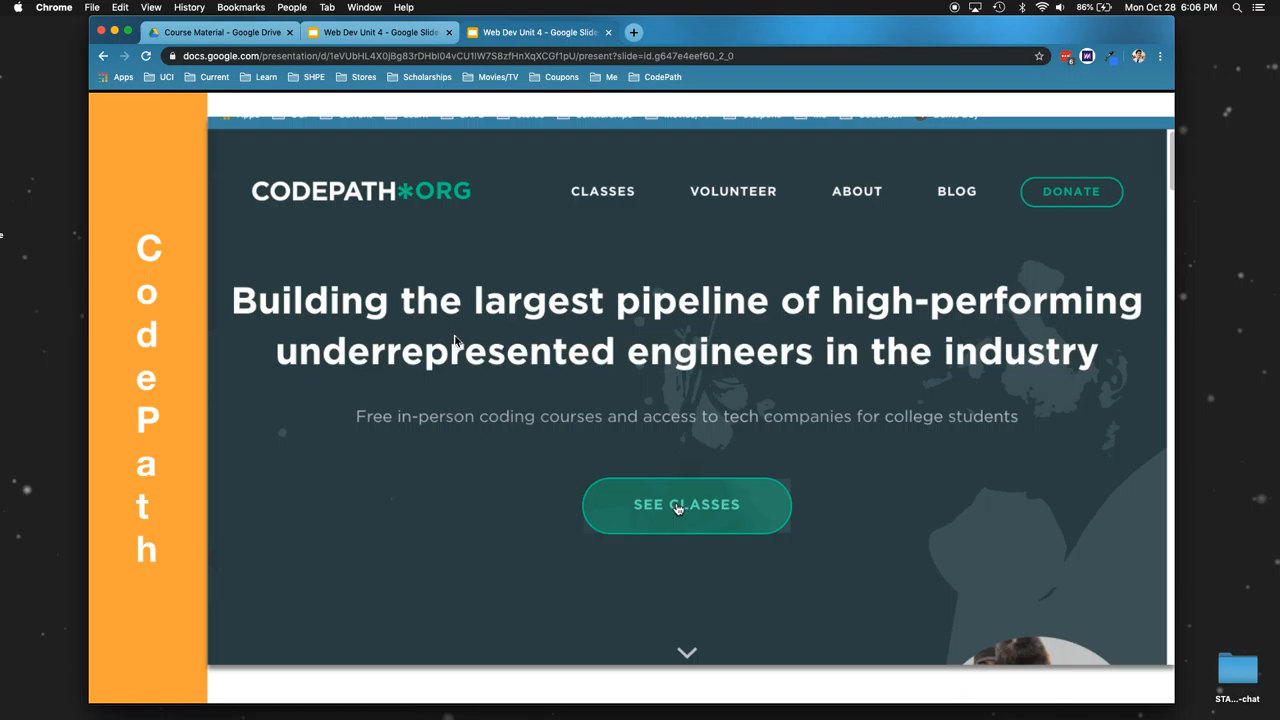 Chrome File Edit View History Bookmarks People Tab Window Help 86% Mon Oct 28 6:06 PM
Course Material - Google Drive Web Dev Unit 4 - Google Slide Web Dev Unit 4 - Google Slide
docs.google.com/presentation/d/1eVUbHL4X0jBg83rDHbI04vCU1IW7S8zfHnXqXCGf1pU/present?slide=id.g647e4eef60_2_0
Apps UCI Current Learn SHPE Stores Scholarships Movies/TV Coupons Me CodePath
CODEPATH*ORG CLASSES VOLUNTEER ABOUT BLOG DONATE
Building the largest pipeline of high-performing
underrepresented engineers in the industry
Free in-person coding courses and access to tech companies for college students
SEE CLASSES
C
o
d
e
P
a
t
h
STA...-chat